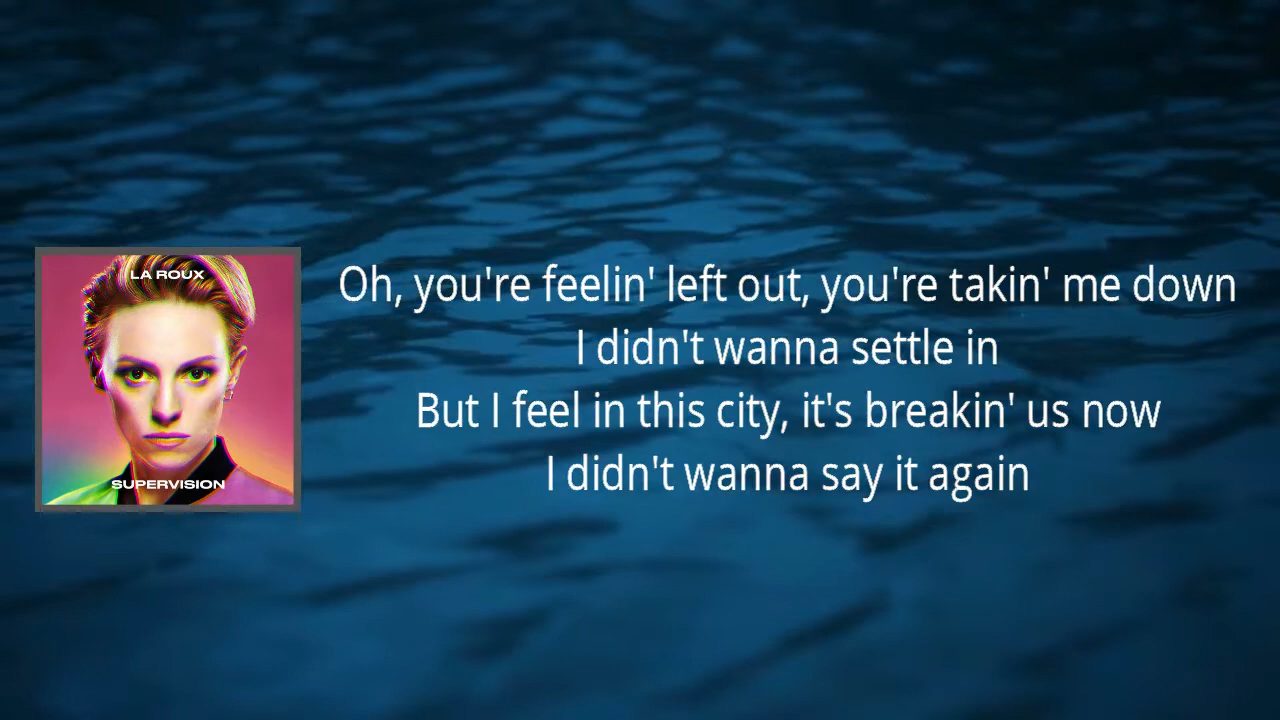 LA ROUX
SUPERVISION
Oh, you're feelin' left out, you're takin' me down
I didn't wanna settle in
But I feel in this city, it's breakin' us now
I didn't wanna say it again